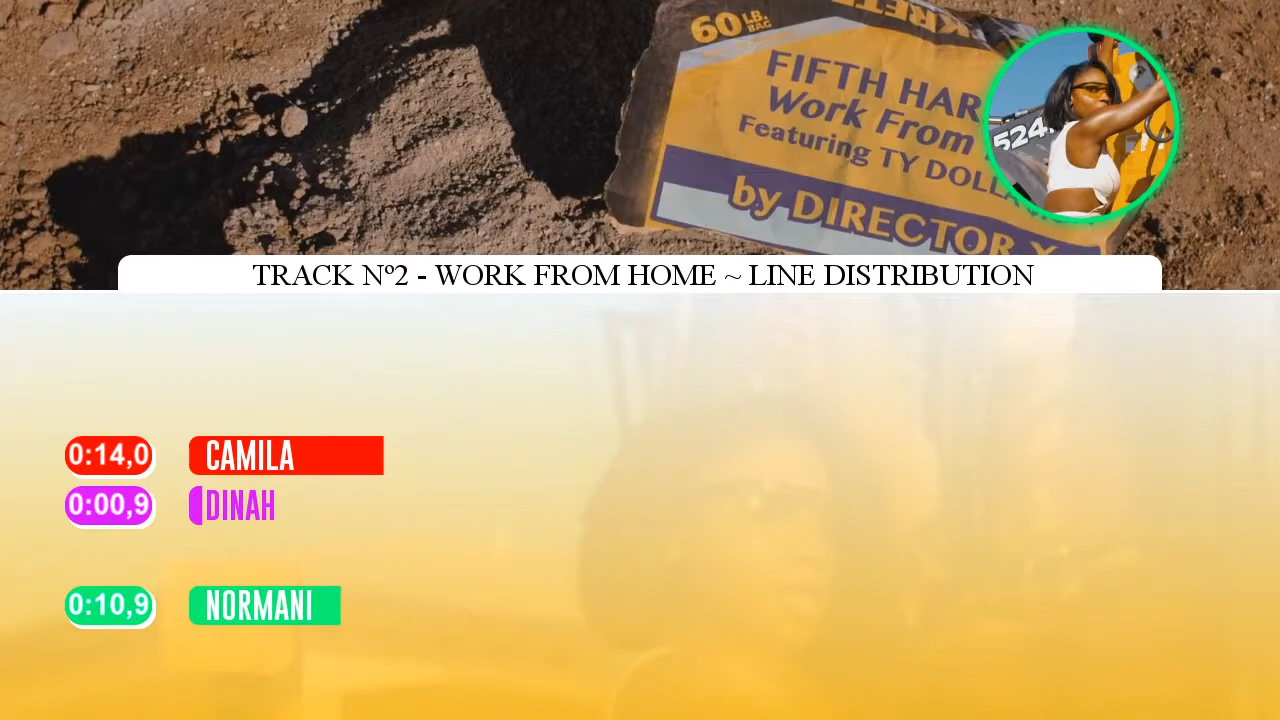 60 LB. BAG
KRETE
FIFTH HAR
Work From
Featuring TY DOLLA
by DIRECTOR X
524
TRACK Nº2 - WORK FROM HOME ~ LINE DISTRIBUTION
0:14,0 CAMILA
0:00,9 DINAH
0:10,9 NORMANI